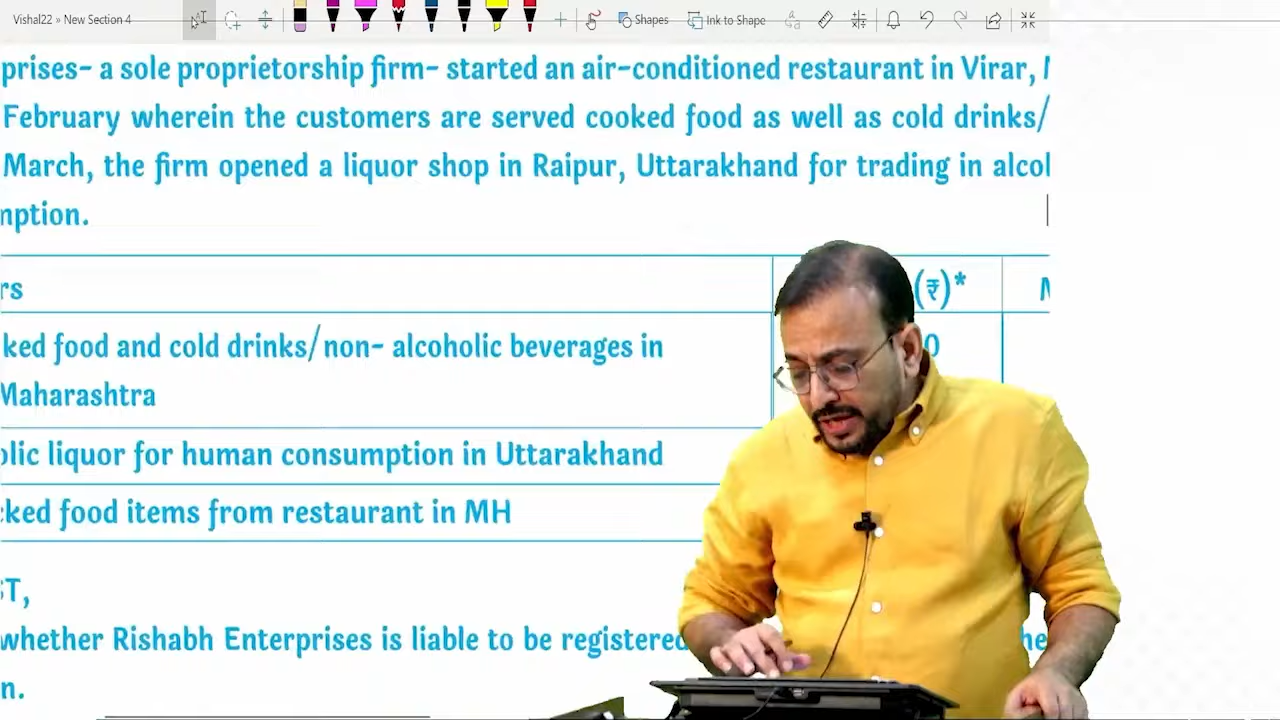 Vishal22 » New Section 4
Shapes
Ink to Shape
prises- a sole proprietorship firm- started an air-conditioned restaurant in Virar,
February wherein the customers are served cooked food as well as cold drinks/
March, the firm opened a liquor shop in Raipur, Uttarakhand for trading in alcol
mption.
rs
(₹)*
ked food and cold drinks/non- alcoholic beverages in
0
Maharashtra
olic liquor for human consumption in Uttarakhand
cked food items from restaurant in MH
ST,
whether Rishabh Enterprises is liable to be registered
he
n.